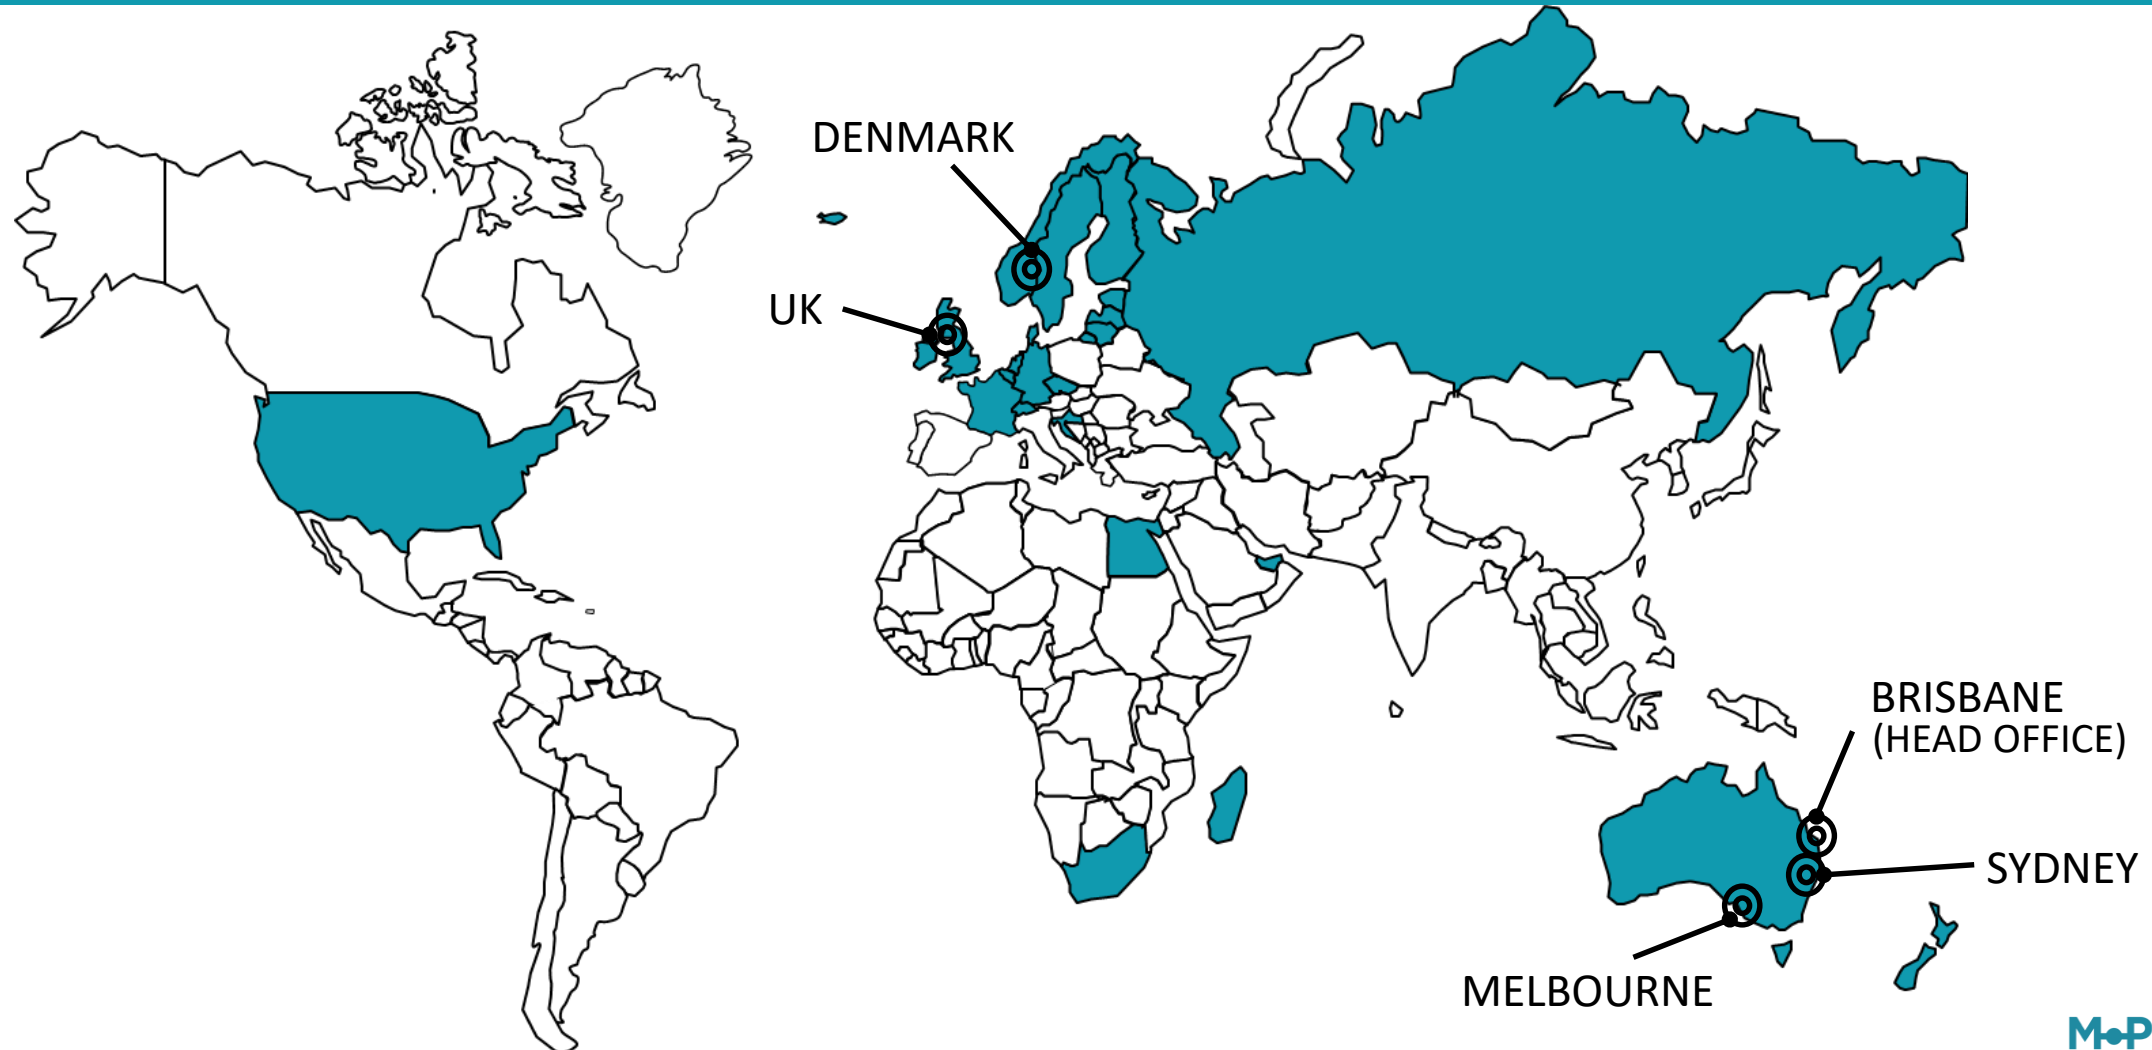 DENMARK
UK
BRISBANE
(HEAD OFFICE)
SYDNEY
MELBOURNE
M●P